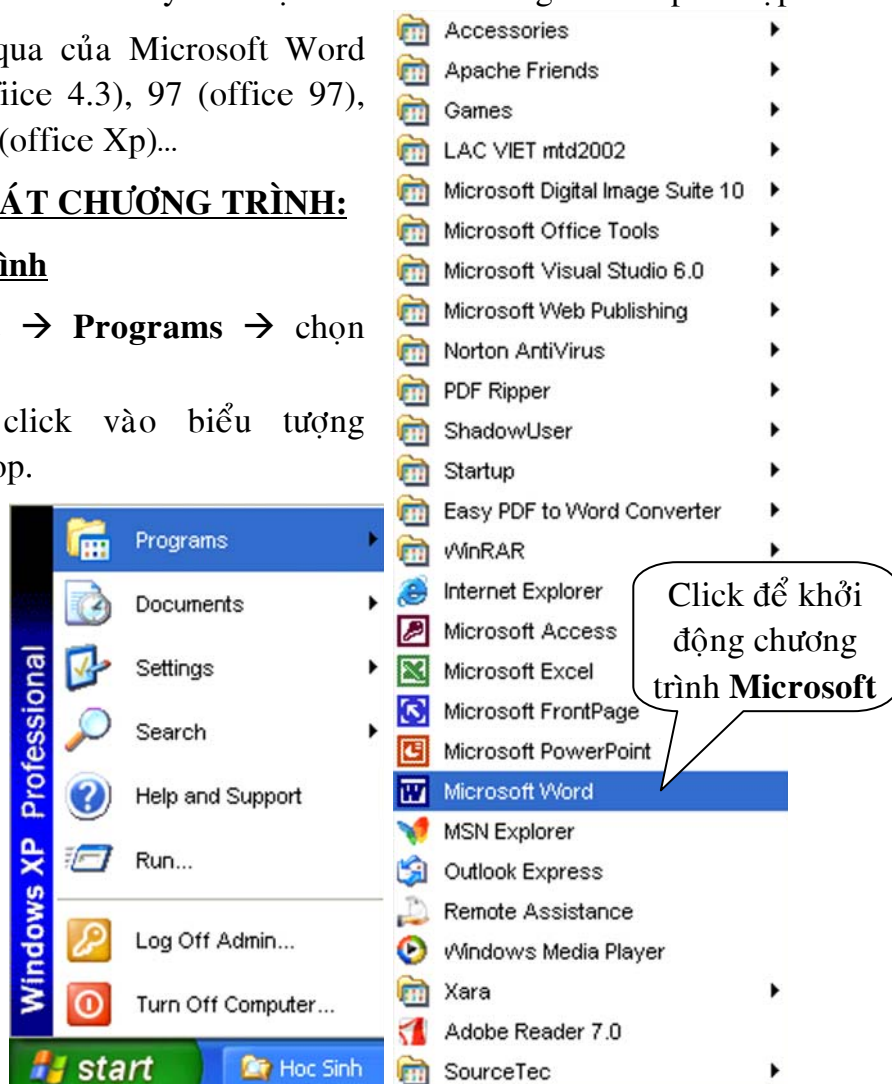 qua của Microsoft Word
fiice 4.3), 97 (office 97),
(office Xp)...
ÁT CHƯƠNG TRÌNH:
ình
→ Programs → chọn
click vào biểu tượng
op.
Programs
Documents
Settings
Search
Help and Support
Run...
Log Off Admin...
Turn Off Computer...
Windows XP Professional
start
Hoc Sinh
Accessories
Apache Friends
Games
LAC VIET mtd2002
Microsoft Digital Image Suite 10
Microsoft Office Tools
Microsoft Visual Studio 6.0
Microsoft Web Publishing
Norton AntiVirus
PDF Ripper
ShadowUser
Startup
Easy PDF to Word Converter
WinRAR
Internet Explorer
Microsoft Access
Microsoft Excel
Microsoft FrontPage
Microsoft PowerPoint
Microsoft Word
MSN Explorer
Outlook Express
Remote Assistance
Windows Media Player
Xara
Adobe Reader 7.0
SourceTec
Click để khởi
động chương
trình Microsoft